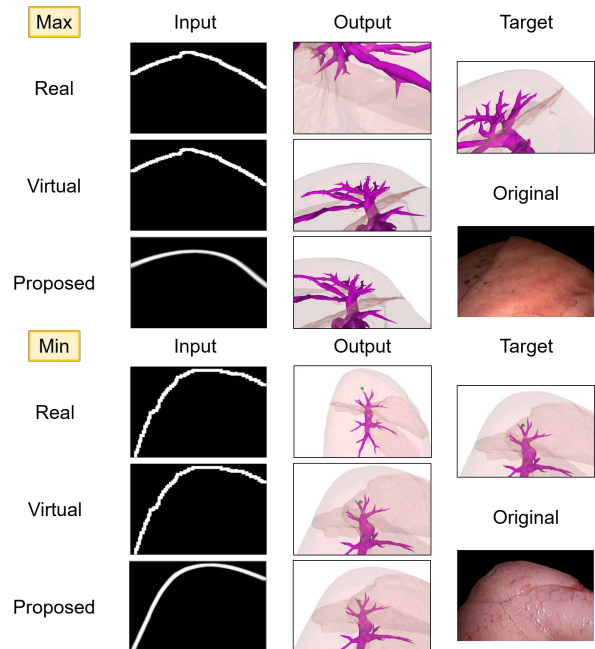 Max Input Output Target
Real
Virtual
Original
Proposed
Min Input Output Target
Real
Virtual
Original
Proposed